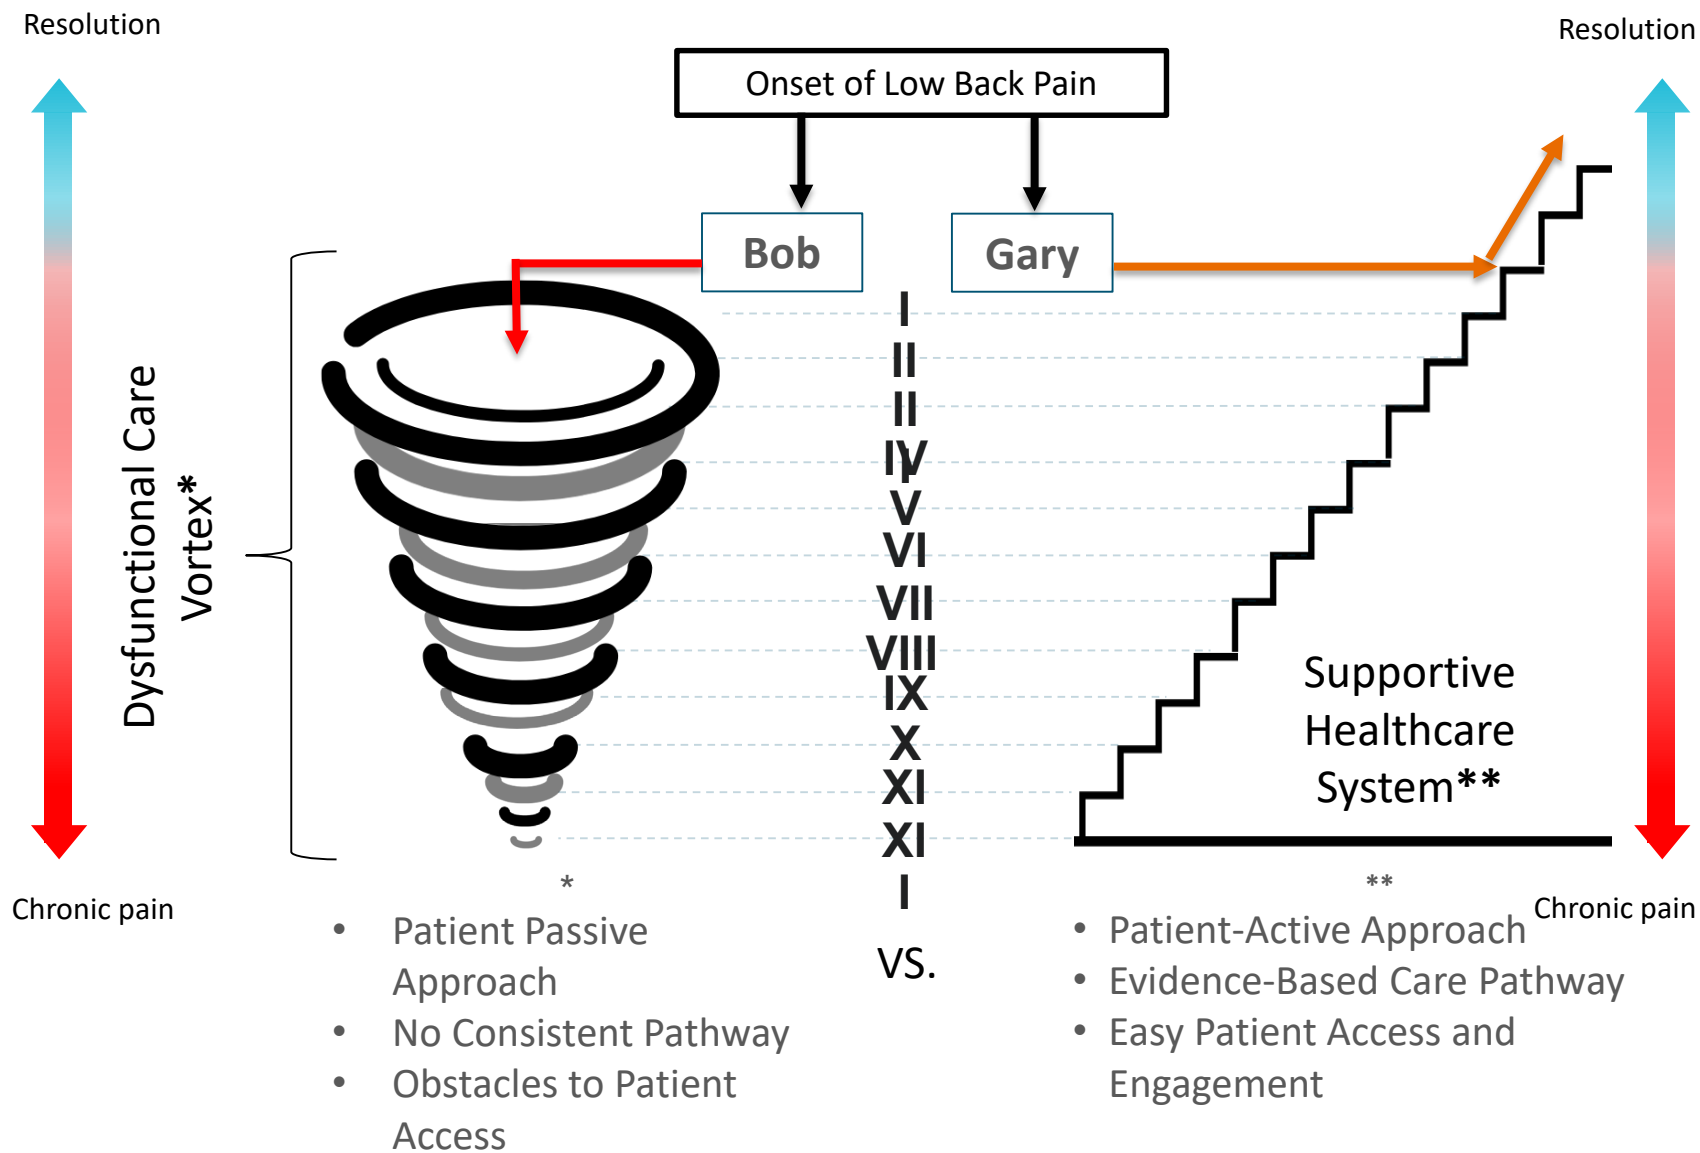 Resolution
Resolution
Onset of Low Back Pain
Bob
Gary
Dysfunctional Care
Vortex*
I
II
II
I
IV
V
VI
VII
VIII
IX
X
XI
XI
I
Supportive
Healthcare
System**
Chronic pain
Chronic pain
*
• Patient Passive
Approach
• No Consistent Pathway
• Obstacles to Patient
Access
VS.
**
• Patient-Active Approach
• Evidence-Based Care Pathway
• Easy Patient Access and
Engagement